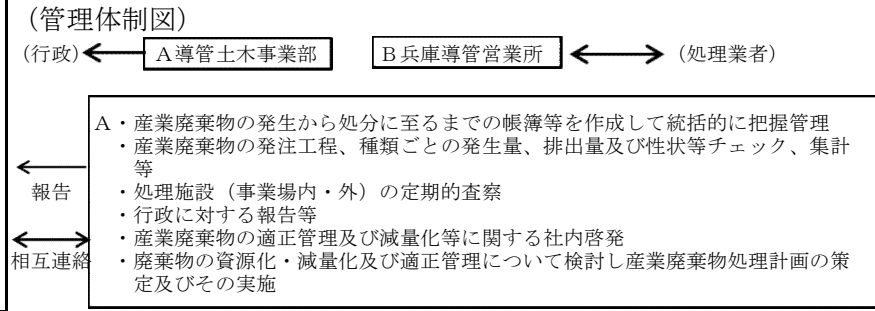 (管理体制図)
(行政) A導管土木事業部 B兵庫導管営業所 (処理業者)
A・産業廃棄物の発生から処分に至るまでの帳簿等を作成して統括的に把握管理
・産業廃棄物の発注工程、種類ごとの発生量、排出量及び性状等チェック、集計
等
報告
・処理施設(事業場内・外)の定期的査察
・行政に対する報告等
・産業廃棄物の適正管理及び減量化等に関する社内啓発
相互連絡
・廃棄物の資源化・減量化及び適正管理について検討し産業廃棄物処理計画の策
定及びその実施